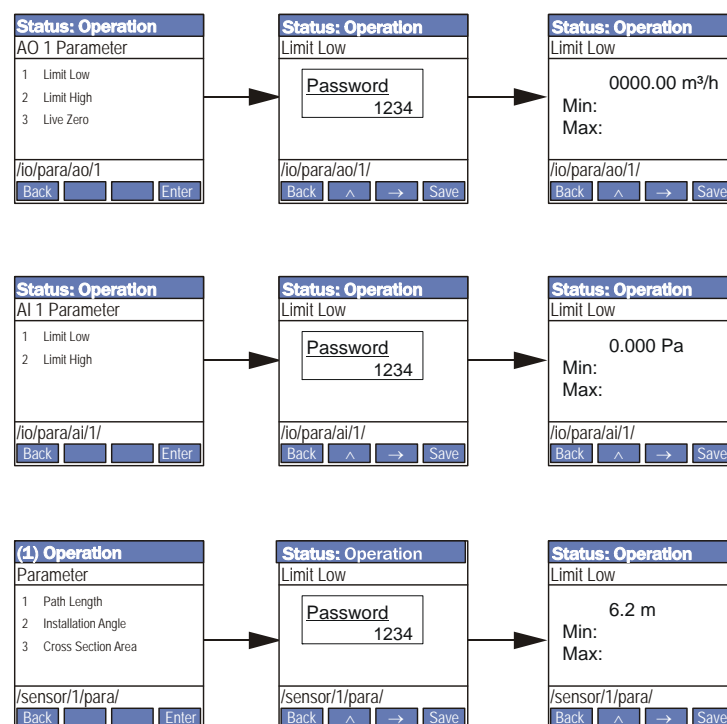 Status: Operation
AO 1 Parameter
1 Limit Low
2 Limit High
3 Live Zero
/io/para/ao/1
Back Enter
Status: Operation
Limit Low
Password
1234
/io/para/ao/1/
Back ^ → Save
Status: Operation
Limit Low
0000.00 m³/h
Min:
Max:
/io/para/ao/1/
Back ^ → Save
Status: Operation
AI 1 Parameter
1 Limit Low
2 Limit High
/io/para/ai/1/
Back Enter
Status: Operation
Limit Low
Password
1234
/io/para/ai/1/
Back ^ → Save
Status: Operation
Limit Low
0.000 Pa
Min:
Max:
/io/para/ai/1/
Back ^ → Save
(1) Operation
Parameter
1 Path Length
2 Installation Angle
3 Cross Section Area
/sensor/1/para/
Back Enter
Status: Operation
Limit Low
Password
1234
/sensor/1/para/
Back ^ → Save
Status: Operation
Limit Low
6.2 m
Min:
Max:
/sensor/1/para/
Back ^ → Save